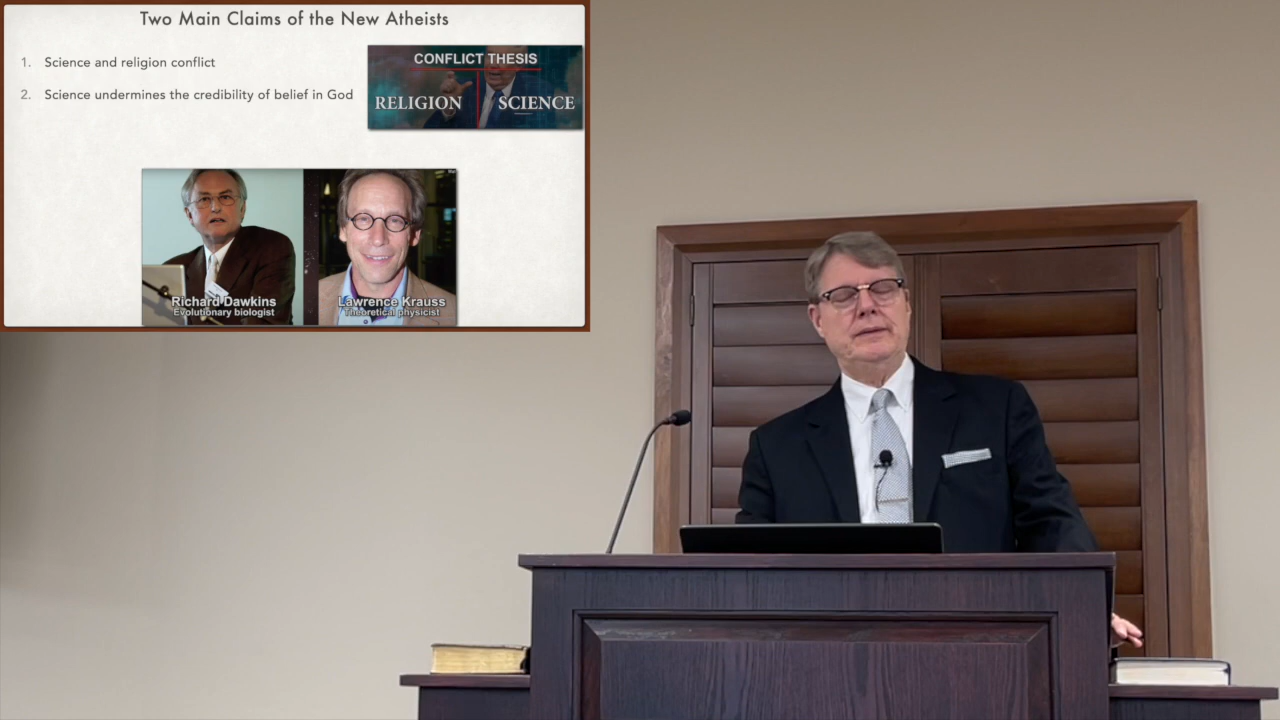 Two Main Claims of the New Atheists
1. Science and religion conflict
2. Science undermines the credibility of belief in God
CONFLICT THESIS
RELIGION SCIENCE
Richard Dawkins
Evolutionary biologist
Lawrence Krauss
Theoretical physicist